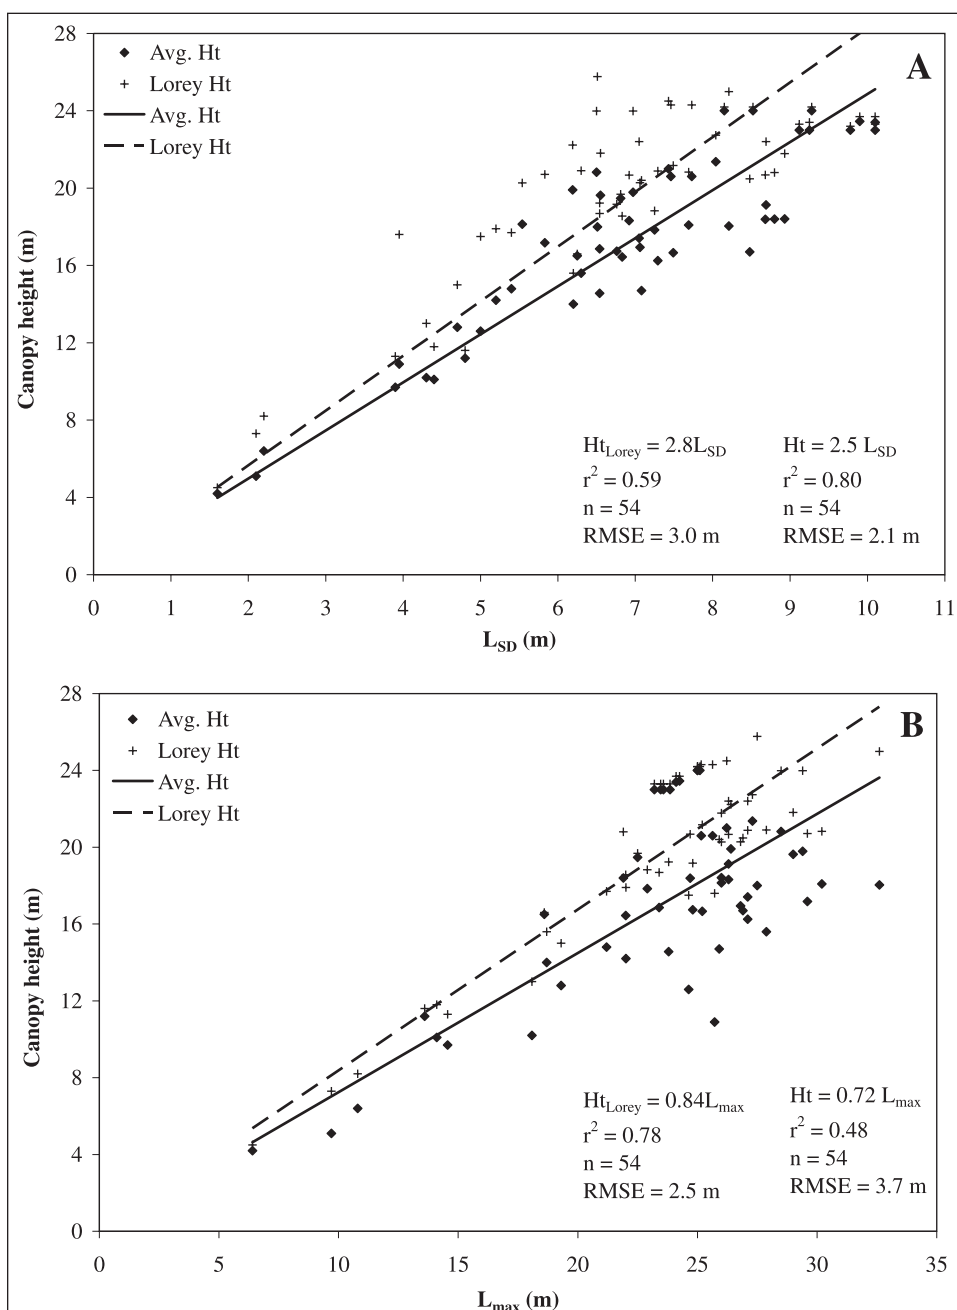 A
28
24
20
16
12
8
4
0
Canopy height (m)
Avg. Ht
Lorey Ht
Avg. Ht
Lorey Ht
Ht_Lorey = 2.8L_SD
r² = 0.59
n = 54
RMSE = 3.0 m
Ht = 2.5 L_SD
r² = 0.80
n = 54
RMSE = 2.1 m
0 1 2 3 4 5 6 7 8 9 10 11
L_SD (m)
B
28
24
20
16
12
8
4
0
Canopy height (m)
Avg. Ht
Lorey Ht
Avg. Ht
Lorey Ht
Ht_Lorey = 0.84L_max
r² = 0.78
n = 54
RMSE = 2.5 m
Ht = 0.72 L_max
r² = 0.48
n = 54
RMSE = 3.7 m
0 5 10 15 20 25 30 35
L_max (m)